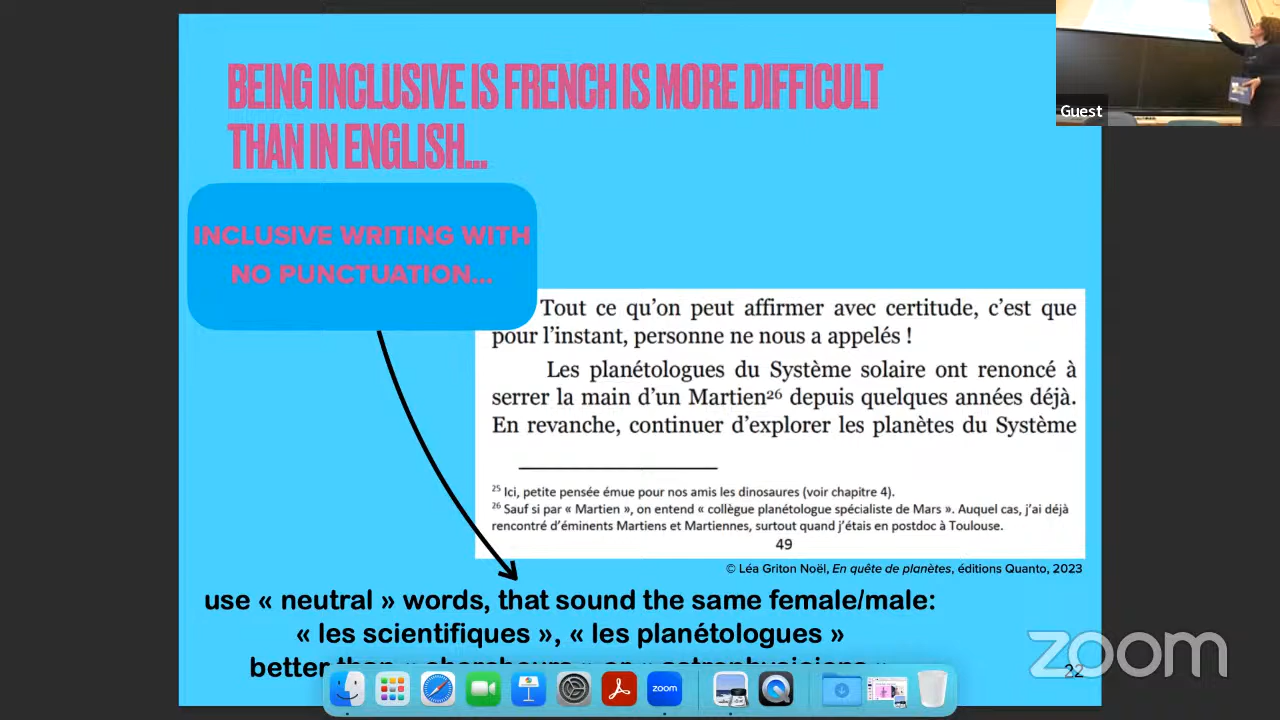 BEING INCLUSIVE IS FRENCH IS MORE DIFFICULT
THAN IN ENGLISH...
INCLUSIVE WRITING WITH
NO PUNCTUATION...
Tout ce qu’on peut affirmer avec certitude, c’est que
pour l’instant, personne ne nous a appelés !
Les planétologues du Système solaire ont renoncé à
serrer la main d’un Martien²⁶ depuis quelques années déjà.
En revanche, continuer d’explorer les planètes du Système
²⁵ Ici, petite pensée émue pour nos amis les dinosaures (voir chapitre 4).
²⁶ Sauf si par « Martien », on entend « collègue planétologue spécialiste de Mars ». Auquel cas, j’ai déjà
rencontré d’éminents Martiens et Martiennes, surtout quand j’étais en postdoc à Toulouse.
49
© Léa Griton Noël, En quête de planètes, éditions Quanto, 2023
use « neutral » words, that sound the same female/male:
« les scientifiques », « les planétologues »
better than « chercheurs » or « astrophysiciens »
22
Guest
zoom
zoom